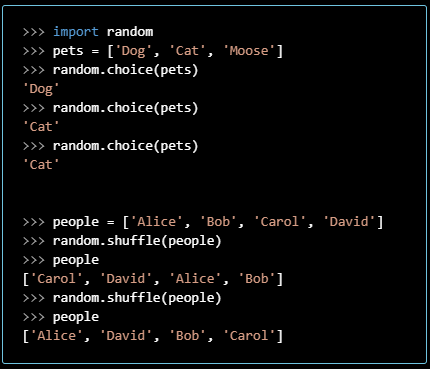 >>> import random
>>> pets = ['Dog', 'Cat', 'Moose']
>>> random.choice(pets)
'Dog'
>>> random.choice(pets)
'Cat'
>>> random.choice(pets)
'Cat'
>>> people = ['Alice', 'Bob', 'Carol', 'David']
>>> random.shuffle(people)
>>> people
['Carol', 'David', 'Alice', 'Bob']
>>> random.shuffle(people)
>>> people
['Alice', 'David', 'Bob', 'Carol']